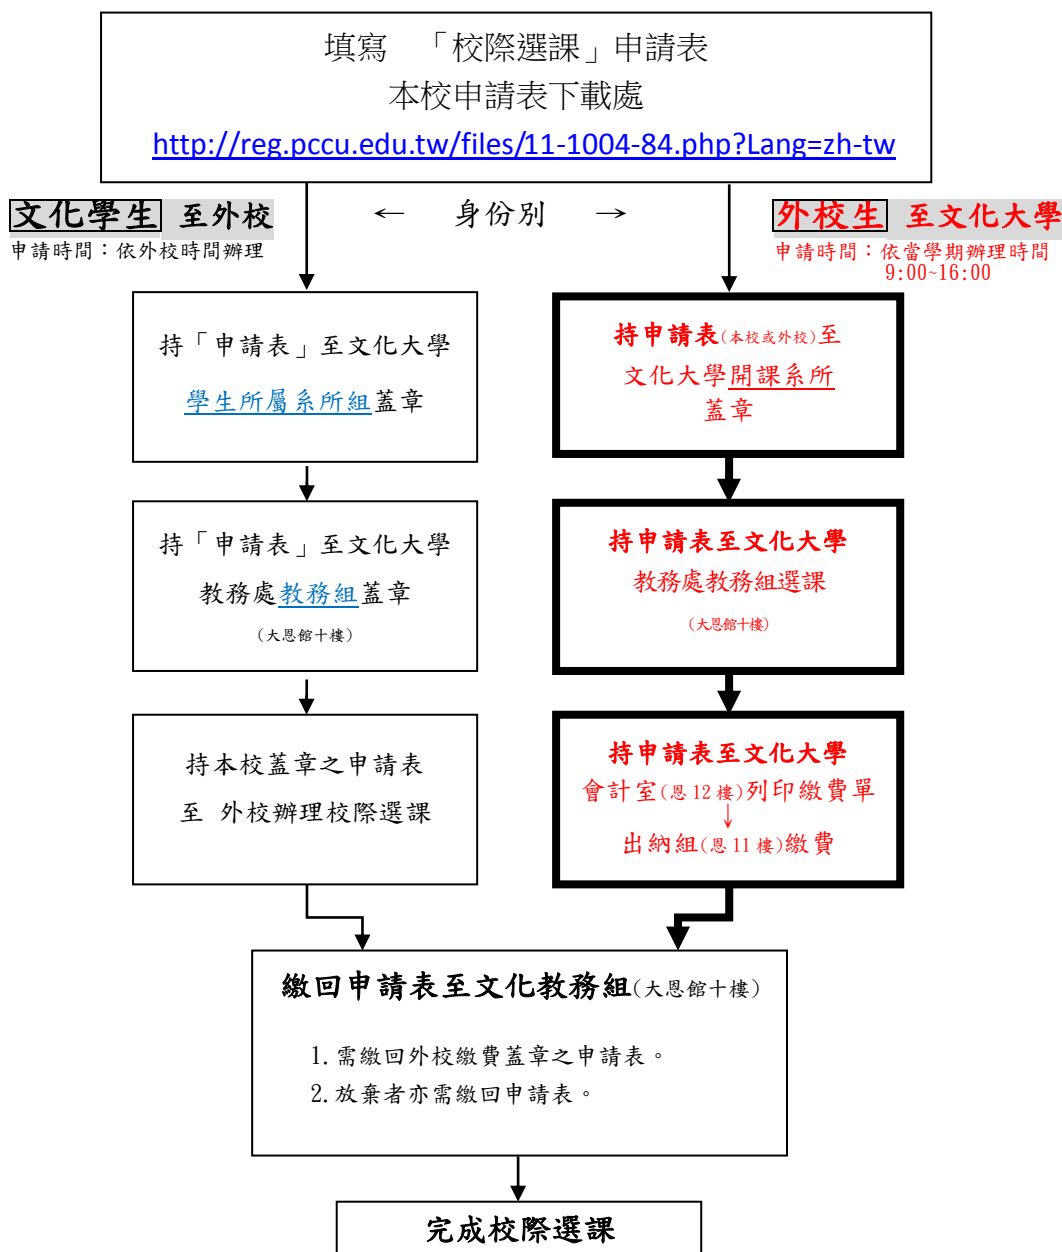 填寫　「校際選課」申請表
本校申請表下載處
http://reg.pccu.edu.tw/files/11-1004-84.php?Lang=zh-tw
文化學生 至外校
申請時間：依外校時間辦理
← 身份別 →
外校生 至文化大學
申請時間：依當學期辦理時間
9:00~16:00
持「申請表」至文化大學
學生所屬系所組蓋章
持「申請表」至文化大學
教務處教務組蓋章
(大恩館十樓)
持本校蓋章之申請表
至 外校辦理校際選課
持申請表(本校或外校)至
文化大學開課系所
蓋章
持申請表至文化大學
教務處教務組選課
(大恩館十樓)
持申請表至文化大學
會計室(恩 12 樓)列印繳費單
↓
出納組(恩 11 樓)繳費
繳回申請表至文化教務組(大恩館十樓)
1.需繳回外校繳費蓋章之申請表。
2.放棄者亦需繳回申請表。
完成校際選課